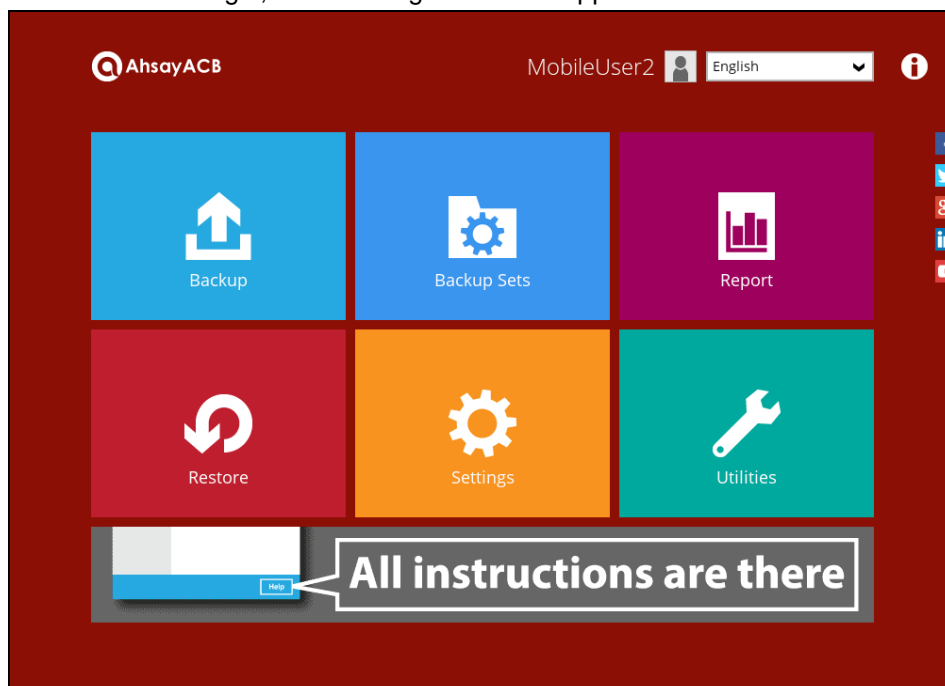 AhsayACB
MobileUser2
English
Backup
Backup Sets
Report
Restore
Settings
Utilities
Help
All instructions are there